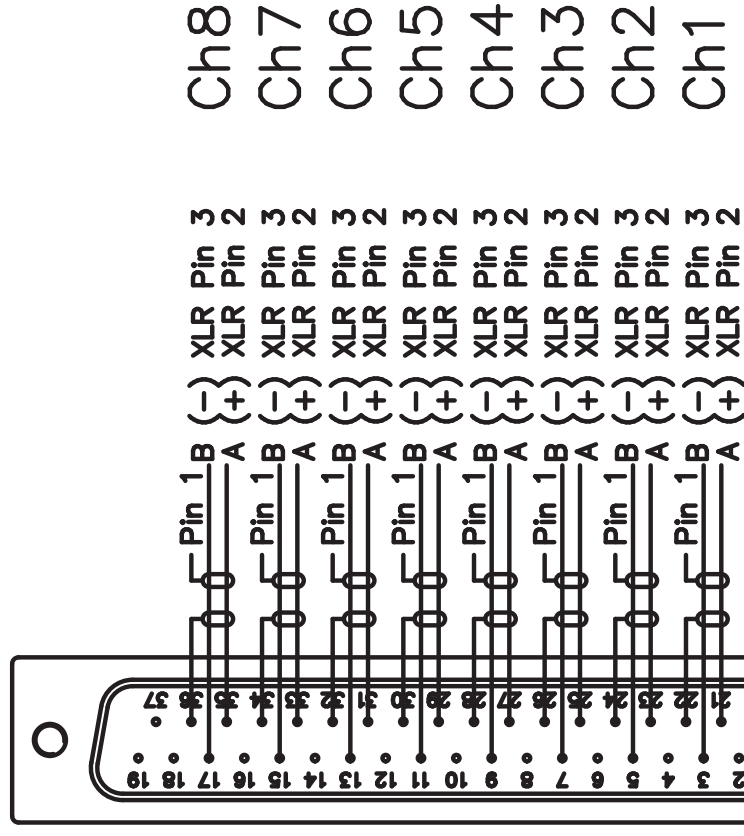 Ch8 Ch7 Ch6 Ch5 Ch4 Ch3 Ch2 Ch1
B (-) XLR Pin 3
A (+) XLR Pin 2
B (-) XLR Pin 3
A (+) XLR Pin 2
B (-) XLR Pin 3
A (+) XLR Pin 2
B (-) XLR Pin 3
A (+) XLR Pin 2
B (-) XLR Pin 3
A (+) XLR Pin 2
B (-) XLR Pin 3
A (+) XLR Pin 2
B (-) XLR Pin 3
A (+) XLR Pin 2
B (-) XLR Pin 3
A (+) XLR Pin 2
Pin 1 Pin 1 Pin 1 Pin 1 Pin 1 Pin 1 Pin 1 Pin 1
37 36 35 34 33 32 31 30 29 28 27 26 25 24 23 22 21
19 18 17 16 15 14 13 12 11 10 9 8 7 6 5 4 3 2